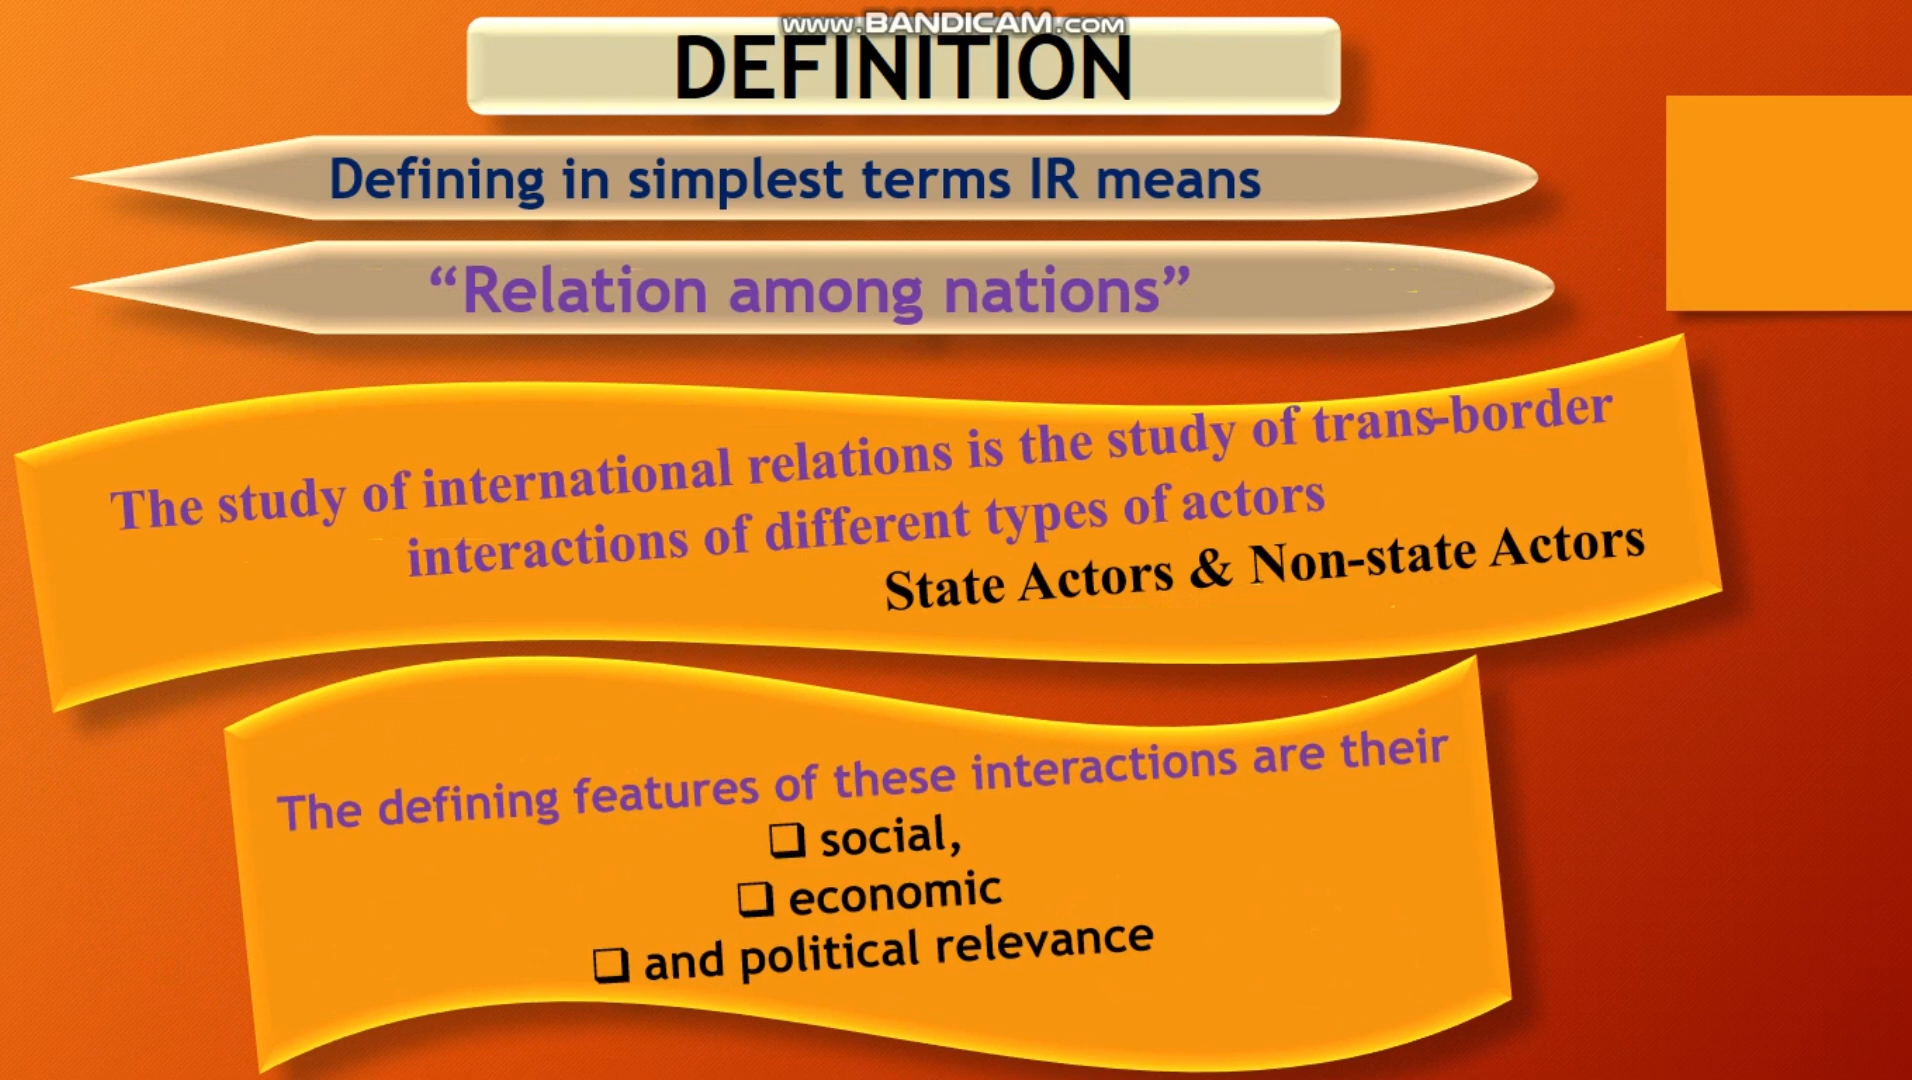 www.BANDICAM.com
DEFINITION
Defining in simplest terms IR means
“Relation among nations”
The study of international relations is the study of trans-border
interactions of different types of actors
State Actors & Non-state Actors
The defining features of these interactions are their
❑ social,
❑ economic
❑ and political relevance